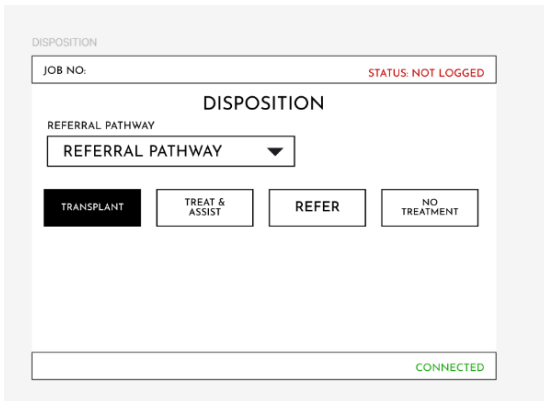 DISPOSITION
JOB NO:
STATUS: NOT LOGGED
DISPOSITION
REFERRAL PATHWAY
REFERRAL PATHWAY
TRANSPLANT
TREAT &
ASSIST
REFER
NO
TREATMENT
CONNECTED